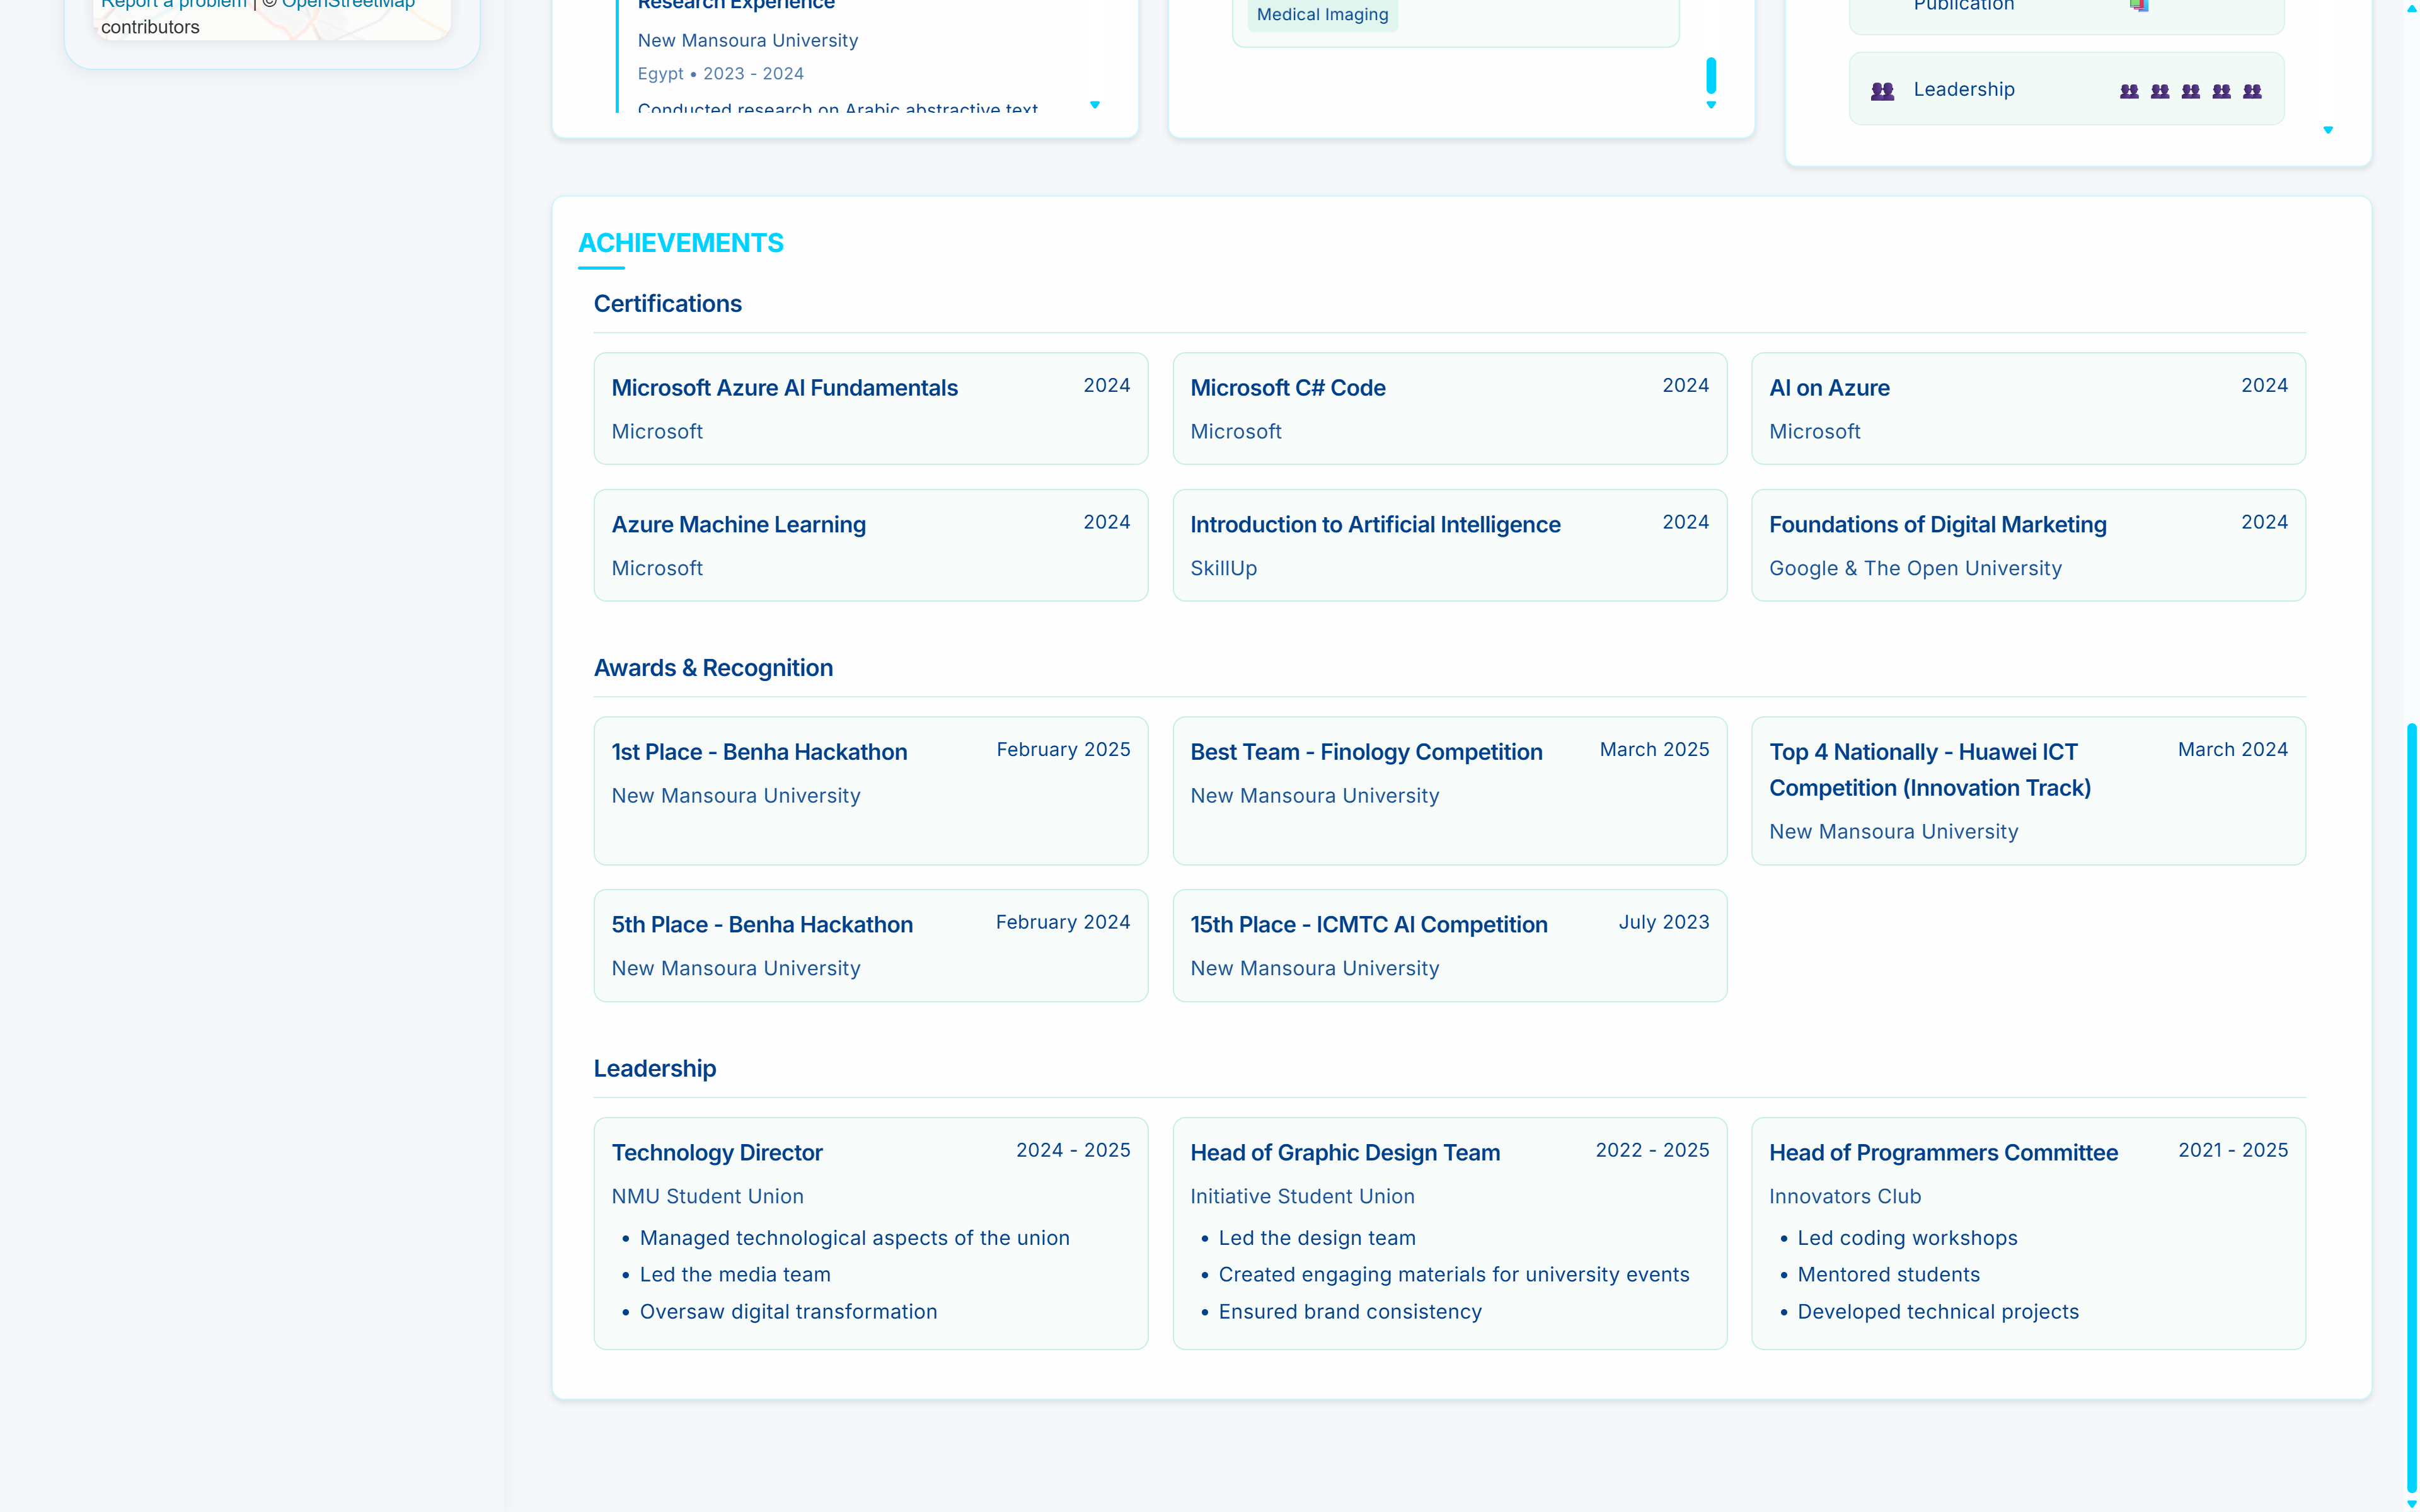 Report a problem | © OpenStreetMap
contributors
Research Experience
New Mansoura University
Egypt • 2023 - 2024
Conducted research on Arabic abstractive text
Medical Imaging
Publication
Leadership
ACHIEVEMENTS
Certifications
Microsoft Azure AI Fundamentals
2024
Microsoft
Microsoft C# Code
2024
Microsoft
AI on Azure
2024
Microsoft
Azure Machine Learning
2024
Microsoft
Introduction to Artificial Intelligence
2024
SkillUp
Foundations of Digital Marketing
2024
Google & The Open University
Awards & Recognition
1st Place - Benha Hackathon
February 2025
New Mansoura University
Best Team - Finology Competition
March 2025
New Mansoura University
Top 4 Nationally - Huawei ICT
Competition (Innovation Track)
March 2024
New Mansoura University
5th Place - Benha Hackathon
February 2024
New Mansoura University
15th Place - ICMTC AI Competition
July 2023
New Mansoura University
Leadership
Technology Director
2024 - 2025
NMU Student Union
• Managed technological aspects of the union
• Led the media team
• Oversaw digital transformation
Head of Graphic Design Team
2022 - 2025
Initiative Student Union
• Led the design team
• Created engaging materials for university events
• Ensured brand consistency
Head of Programmers Committee
2021 - 2025
Innovators Club
• Led coding workshops
• Mentored students
• Developed technical projects